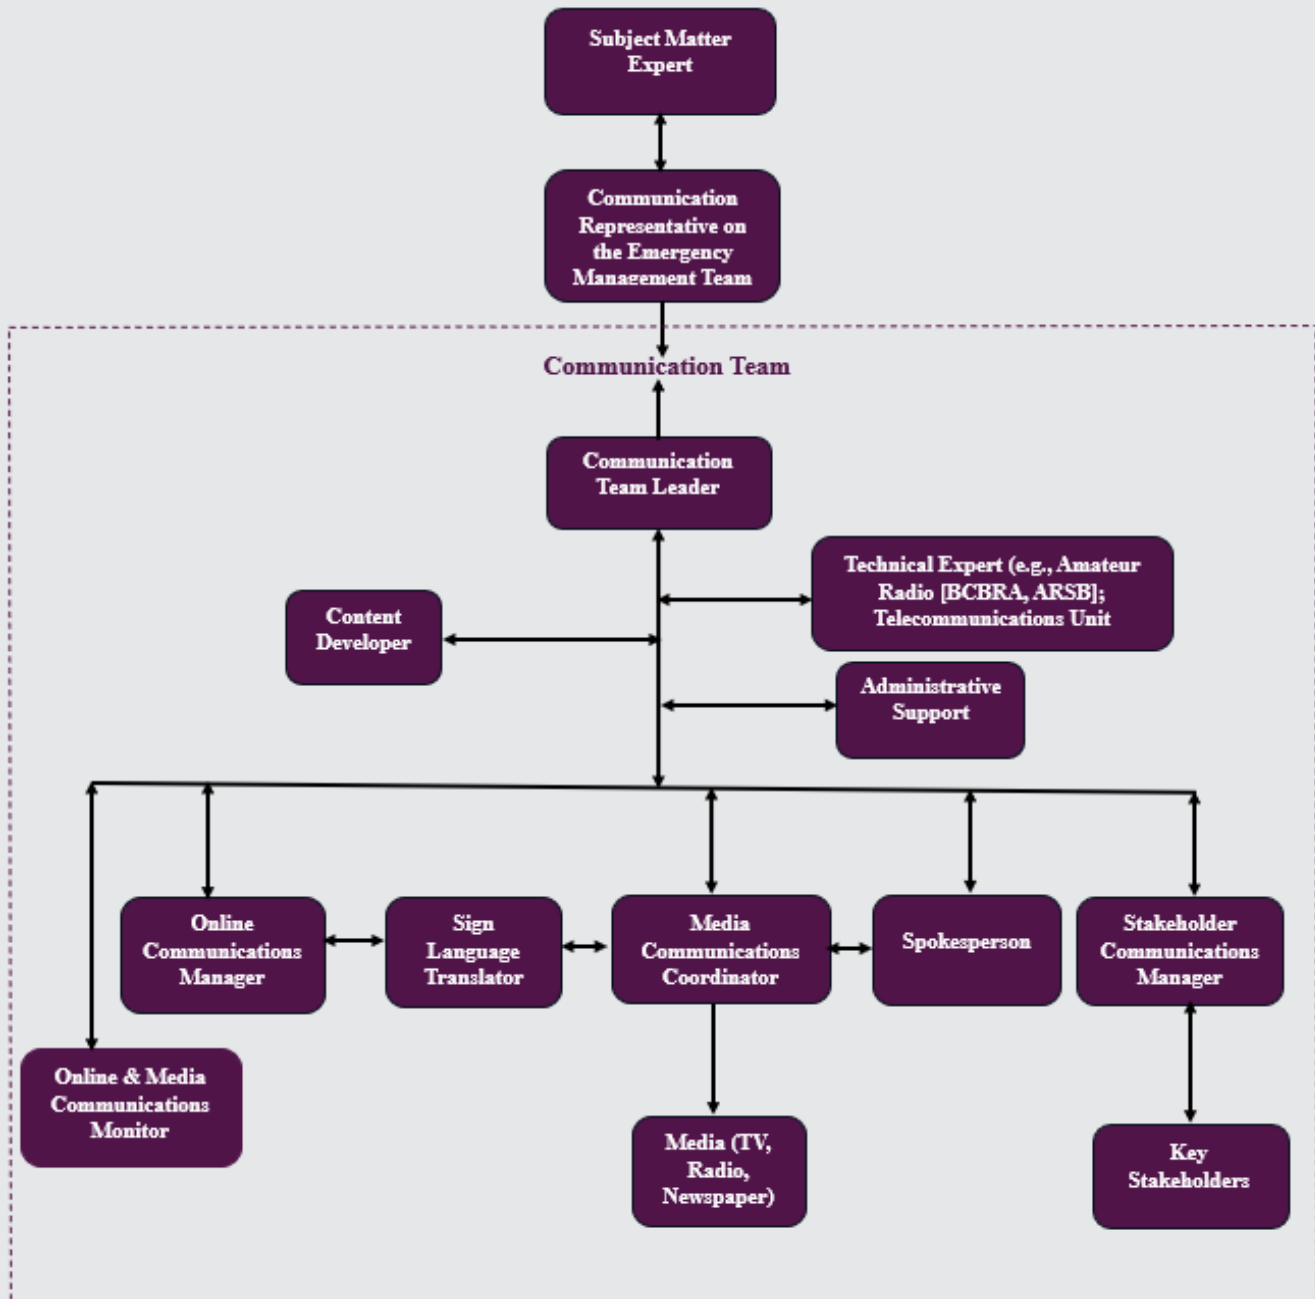 Subject Matter
Expert
Communication
Representative on
the Emergency
Management Team
Communication Team
Communication
Team Leader
Technical Expert (e.g., Amateur
Radio [BCBRA, ARSB];
Telecommunications Unit
Content
Developer
Administrative
Support
Online
Communications
Manager
Sign
Language
Translator
Media
Communications
Coordinator
Spokesperson
Stakeholder
Communications
Manager
Online & Media
Communications
Monitor
Media (TV,
Radio,
Newspaper)
Key
Stakeholders